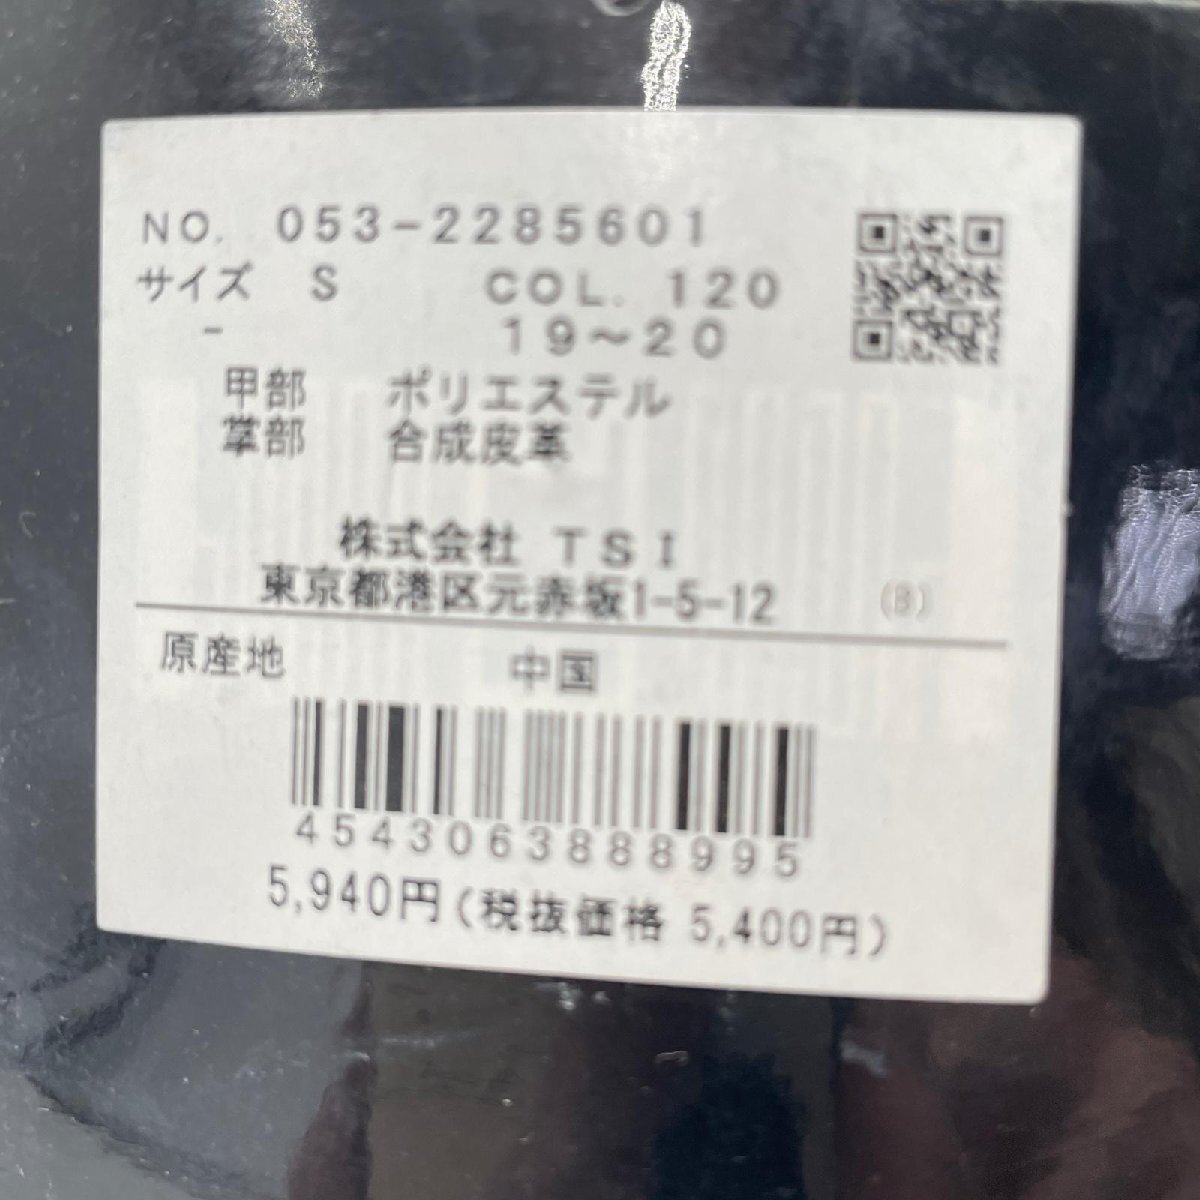 NO. 053-2285601
サイズ S COL. 120
- 19~20
甲部 ポリエステル
掌部 合成皮革
株式会社 TSI
東京都港区元赤坂1-5-12 (B)
原産地 中国
4543063888995
5,940円(税抜価格 5,400円)